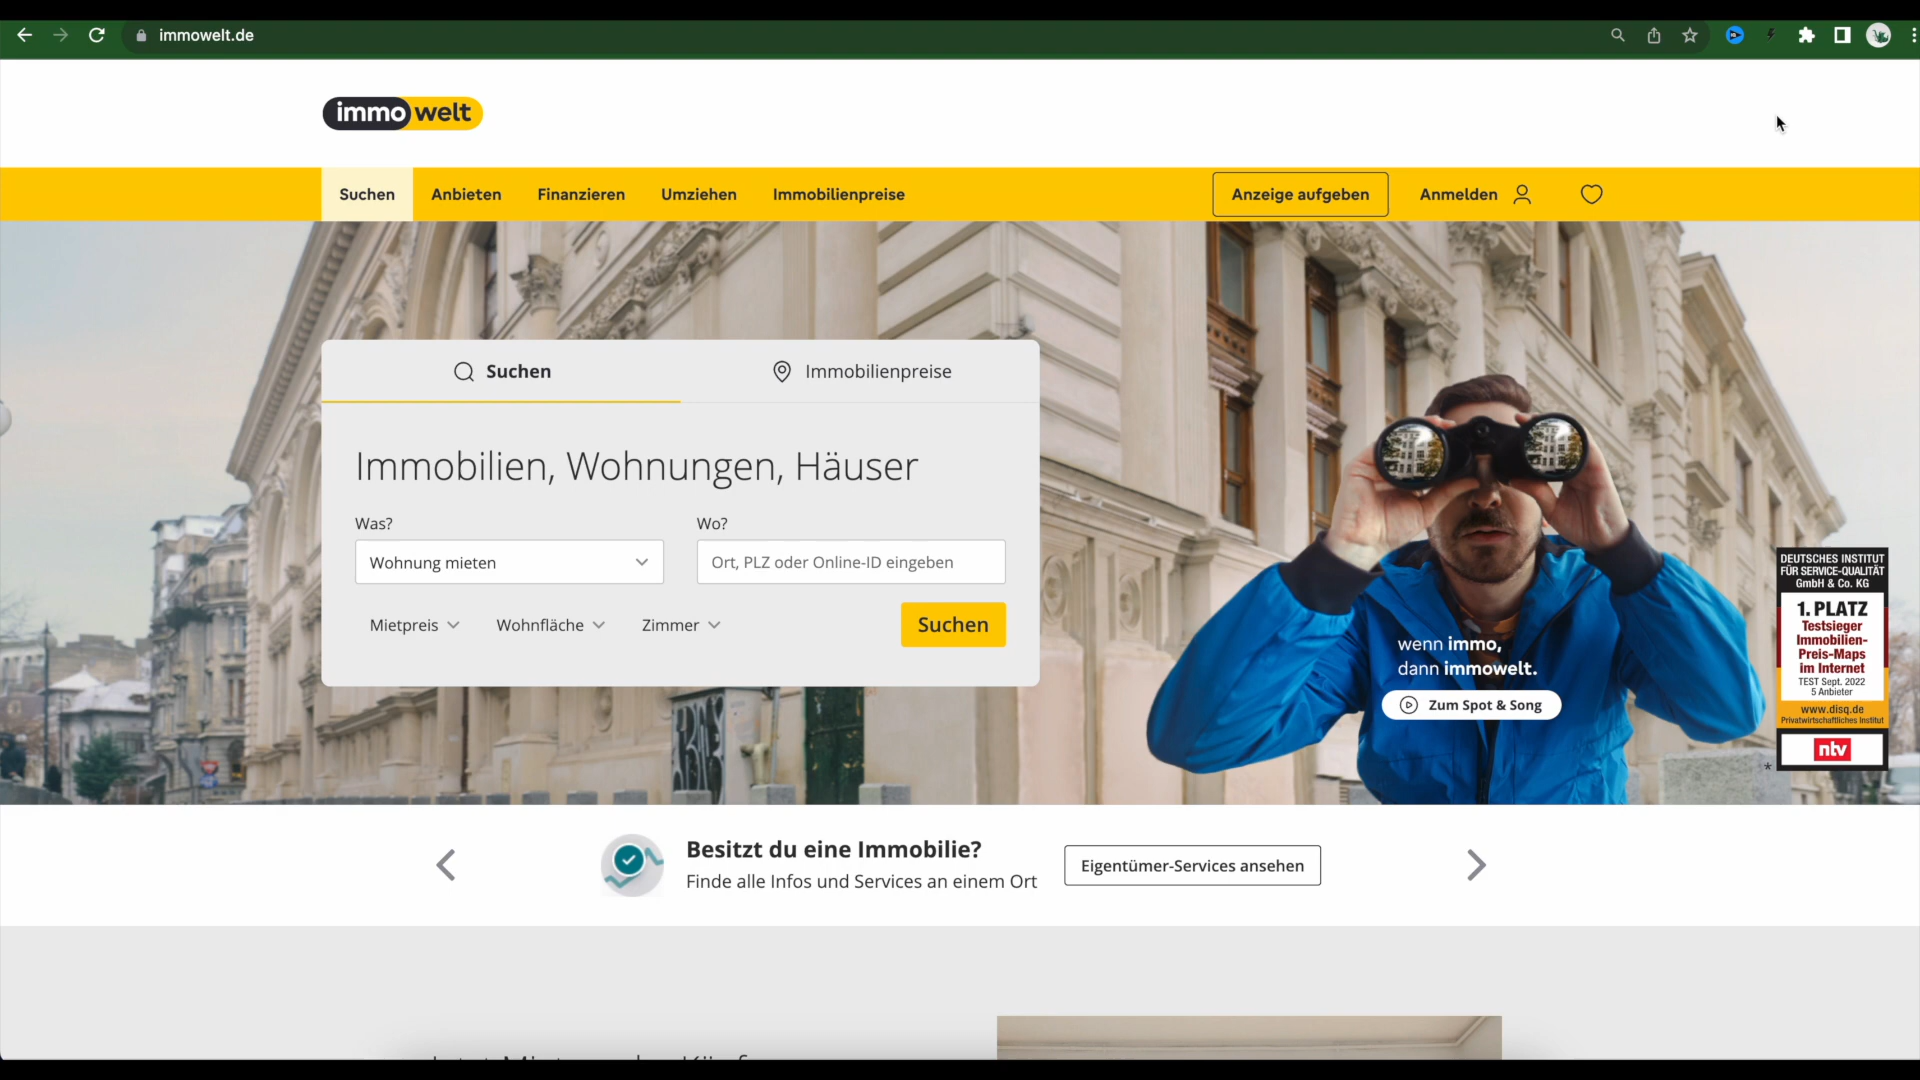 immowelt.de
immowelt
Suchen Anbieten Finanzieren Umziehen Immobilienpreise Anzeige aufgeben Anmelden
Suchen Immobilienpreise
Immobilien, Wohnungen, Häuser
Was? Wo?
Wohnung mieten Ort, PLZ oder Online-ID eingeben
Mietpreis Wohnfläche Zimmer Suchen
wenn immo,
dann immowelt.
Zum Spot & Song
DEUTSCHES INSTITUT
FÜR SERVICE-QUALITÄT
GmbH & Co. KG
1. PLATZ
Testsieger
Immobilien-
Preis-Maps
im Internet
TEST Sept. 2022
5 Anbieter
www.disq.de
Privatwirtschaftliches Institut
ntv
*
Besitzt du eine Immobilie?
Finde alle Infos und Services an einem Ort
Eigentümer-Services ansehen